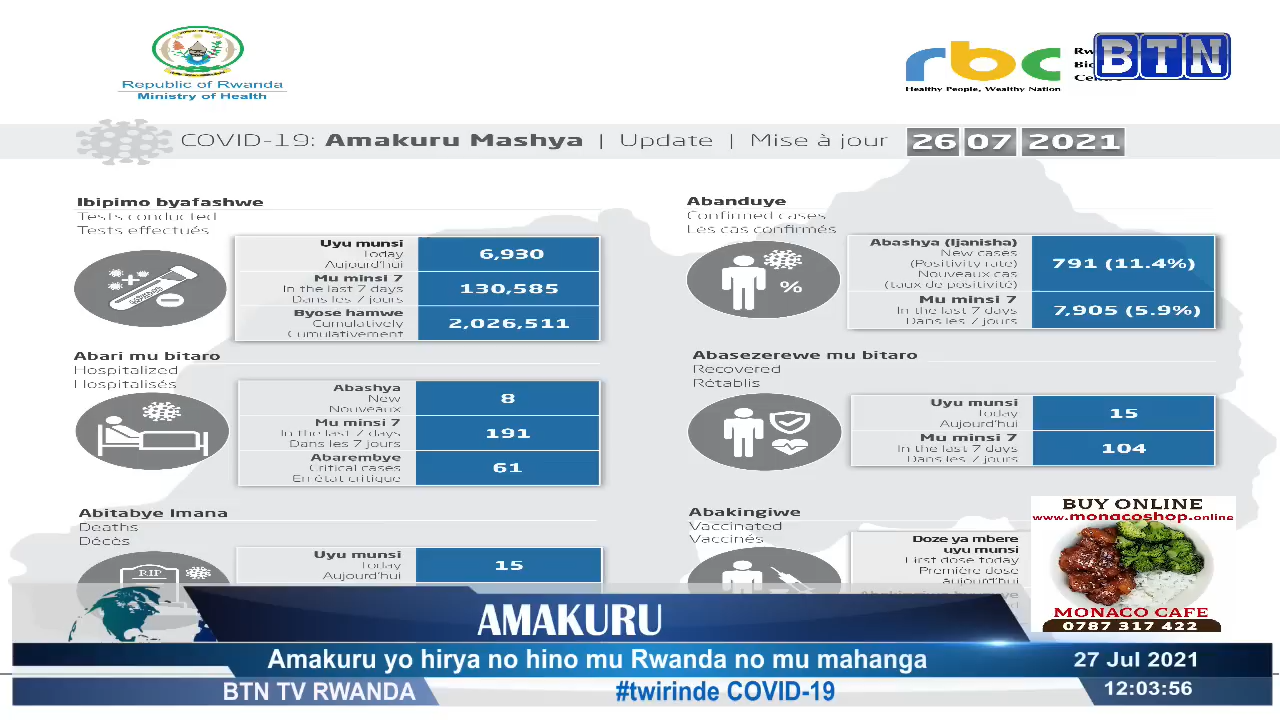 Republic of Rwanda
Ministry of Health
rbc
Healthy People, Wealthy Nation
BTN
COVID-19: Amakuru Mashya | Update | Mise à jour 26 07 2021
Ibipimo byafashwe
Tests conducted
Tests effectués
Uyu munsi
Today
Aujourd'hui
6,930
Mu minsi 7
In the last 7 days
Dans les 7 jours
130,585
Byose hamwe
Cumulatively
Cumulativement
2,026,511
Abanduye
Confirmed cases
Les cas confirmés
%
Abashya (Ijanisha)
New cases
(Positivity rate)
Nouveaux cas
(taux de positivité)
791 (11.4%)
Mu minsi 7
In the last 7 days
Dans les 7 jours
7,905 (5.9%)
Abari mu bitaro
Hospitalized
Hospitalisés
Abashya
New
Nouveaux
8
Mu minsi 7
In the last 7 days
Dans les 7 jours
191
Abarembye
Critical cases
En état critique
61
Abasezerewe mu bitaro
Recovered
Rétablis
Uyu munsi
Today
Aujourd'hui
15
Mu minsi 7
In the last 7 days
Dans les 7 jours
104
Abitabye Imana
Deaths
Décès
RIP
Uyu munsi
Today
Aujourd'hui
15
Abakingiwe
Vaccinated
Vaccinés
Doze ya mbere
uyu munsi
First dose today
Première dose
aujourd'hui
BUY ONLINE
www.monacoshop.online
MONACO CAFE
0787 317 422
AMAKURU
Amakuru yo hirya no hino mu Rwanda no mu mahanga
27 Jul 2021
BTN TV RWANDA
#twirinde COVID-19
12:03:56